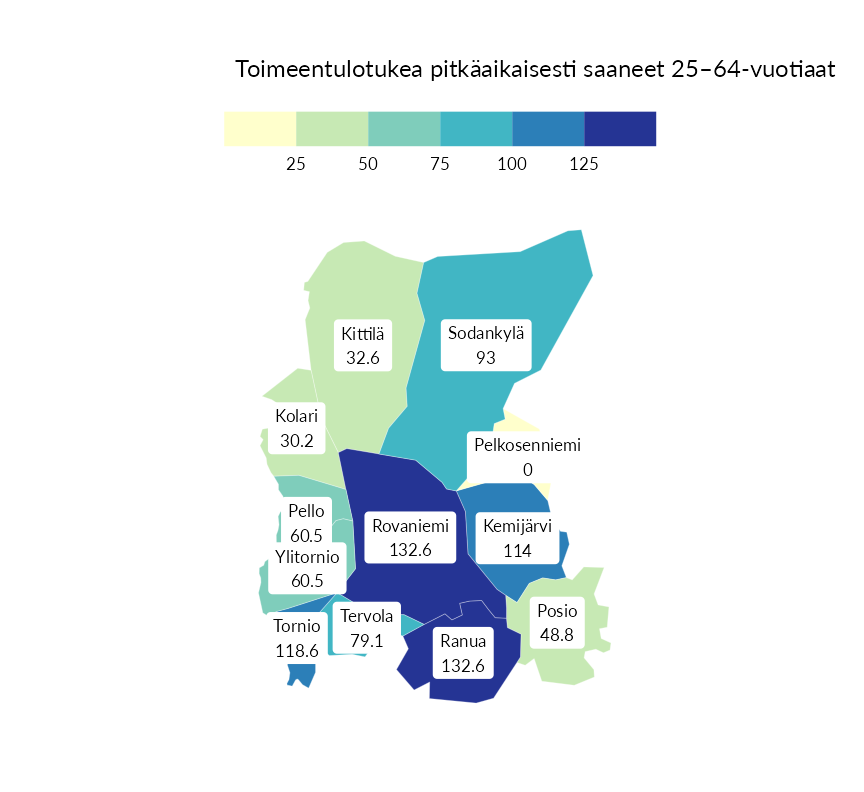 Toimeentulotukea pitkäaikaisesti saaneet 25–64-vuotiaat
25 50 75 100 125
Kittilä
32.6
Sodankylä
93
Kolari
30.2
Pelkosenniemi
0
Pello
60.5
Rovaniemi
132.6
Kemijärvi
114
Ylitornio
60.5
Tornio
118.6
Tervola
79.1
Ranua
132.6
Posio
48.8